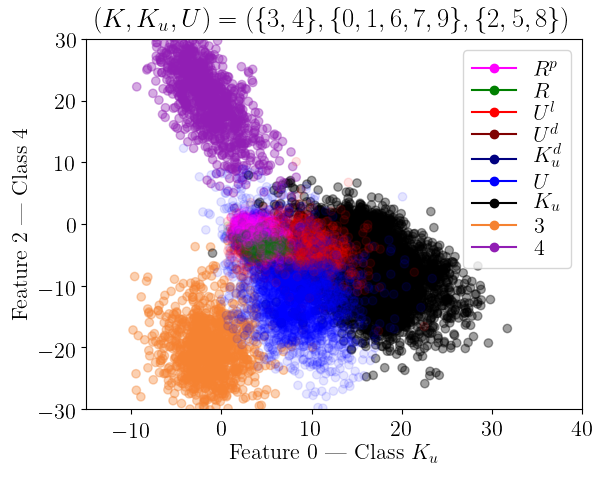 (K, K_u, U) = ({3, 4}, {0, 1, 6, 7, 9}, {2, 5, 8})
30
20
10
0
−10
−20
−30
Feature 2 — Class 4
R^p
R
U^l
U^d
K_u^d
U
K_u
3
4
−10
0
10
20
30
40
Feature 0 — Class K_u